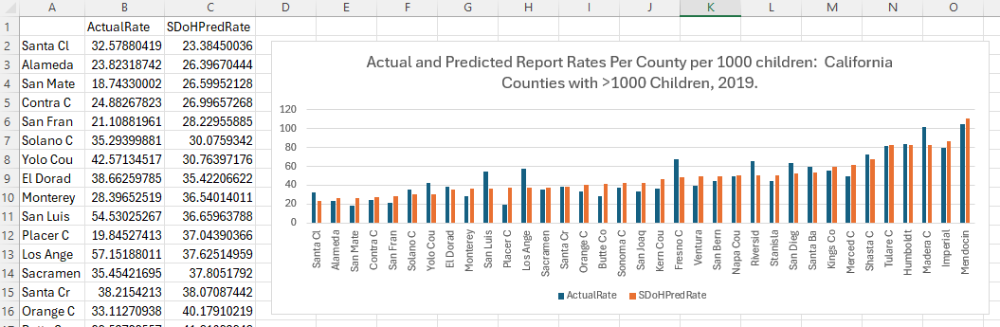 A B C D E F G H I J K L M N O
1 ActualRate SDoHPredRate
2 Santa Cl 32.57880419 23.38450036
3 Alameda 23.82318742 26.39670444
4 San Mate 18.74330002 26.59952128
5 Contra C 24.88267823 26.99657268
6 San Fran 21.10881961 28.22955885
7 Solano C 35.29399881 30.0759342
8 Yolo Cou 42.57134517 30.76397176
9 El Dorad 38.66259785 35.42206622
10 Monterey 28.39652519 36.54014011
11 San Luis 54.53025267 36.65963788
12 Placer C 19.84527413 37.04390366
13 Los Ange 57.15188011 37.62514959
14 Sacramen 35.45421695 37.8051792
15 Santa Cr 38.2154213 38.07087442
16 Orange C 33.11270938 40.17910219
Actual and Predicted Report Rates Per County per 1000 children: California
Counties with >1000 Children, 2019.
120
100
80
60
40
20
0
Santa Cl
Alameda
San Mate
Contra C
San Fran
Solano C
Yolo Cou
El Dorad
Monterey
San Luis
Placer C
Los Ange
Sacramen
Santa Cr
Orange C
Butte Co
Sonoma C
San Joaq
Kern Cou
Fresno C
Ventura
San Bern
Napa Cou
Riversid
Stanisla
San Dieg
Santa Ba
Kings Co
Merced C
Shasta C
Tulare C
Humboldt
Madera C
Imperial
Mendocin
ActualRate SDoHPredRate